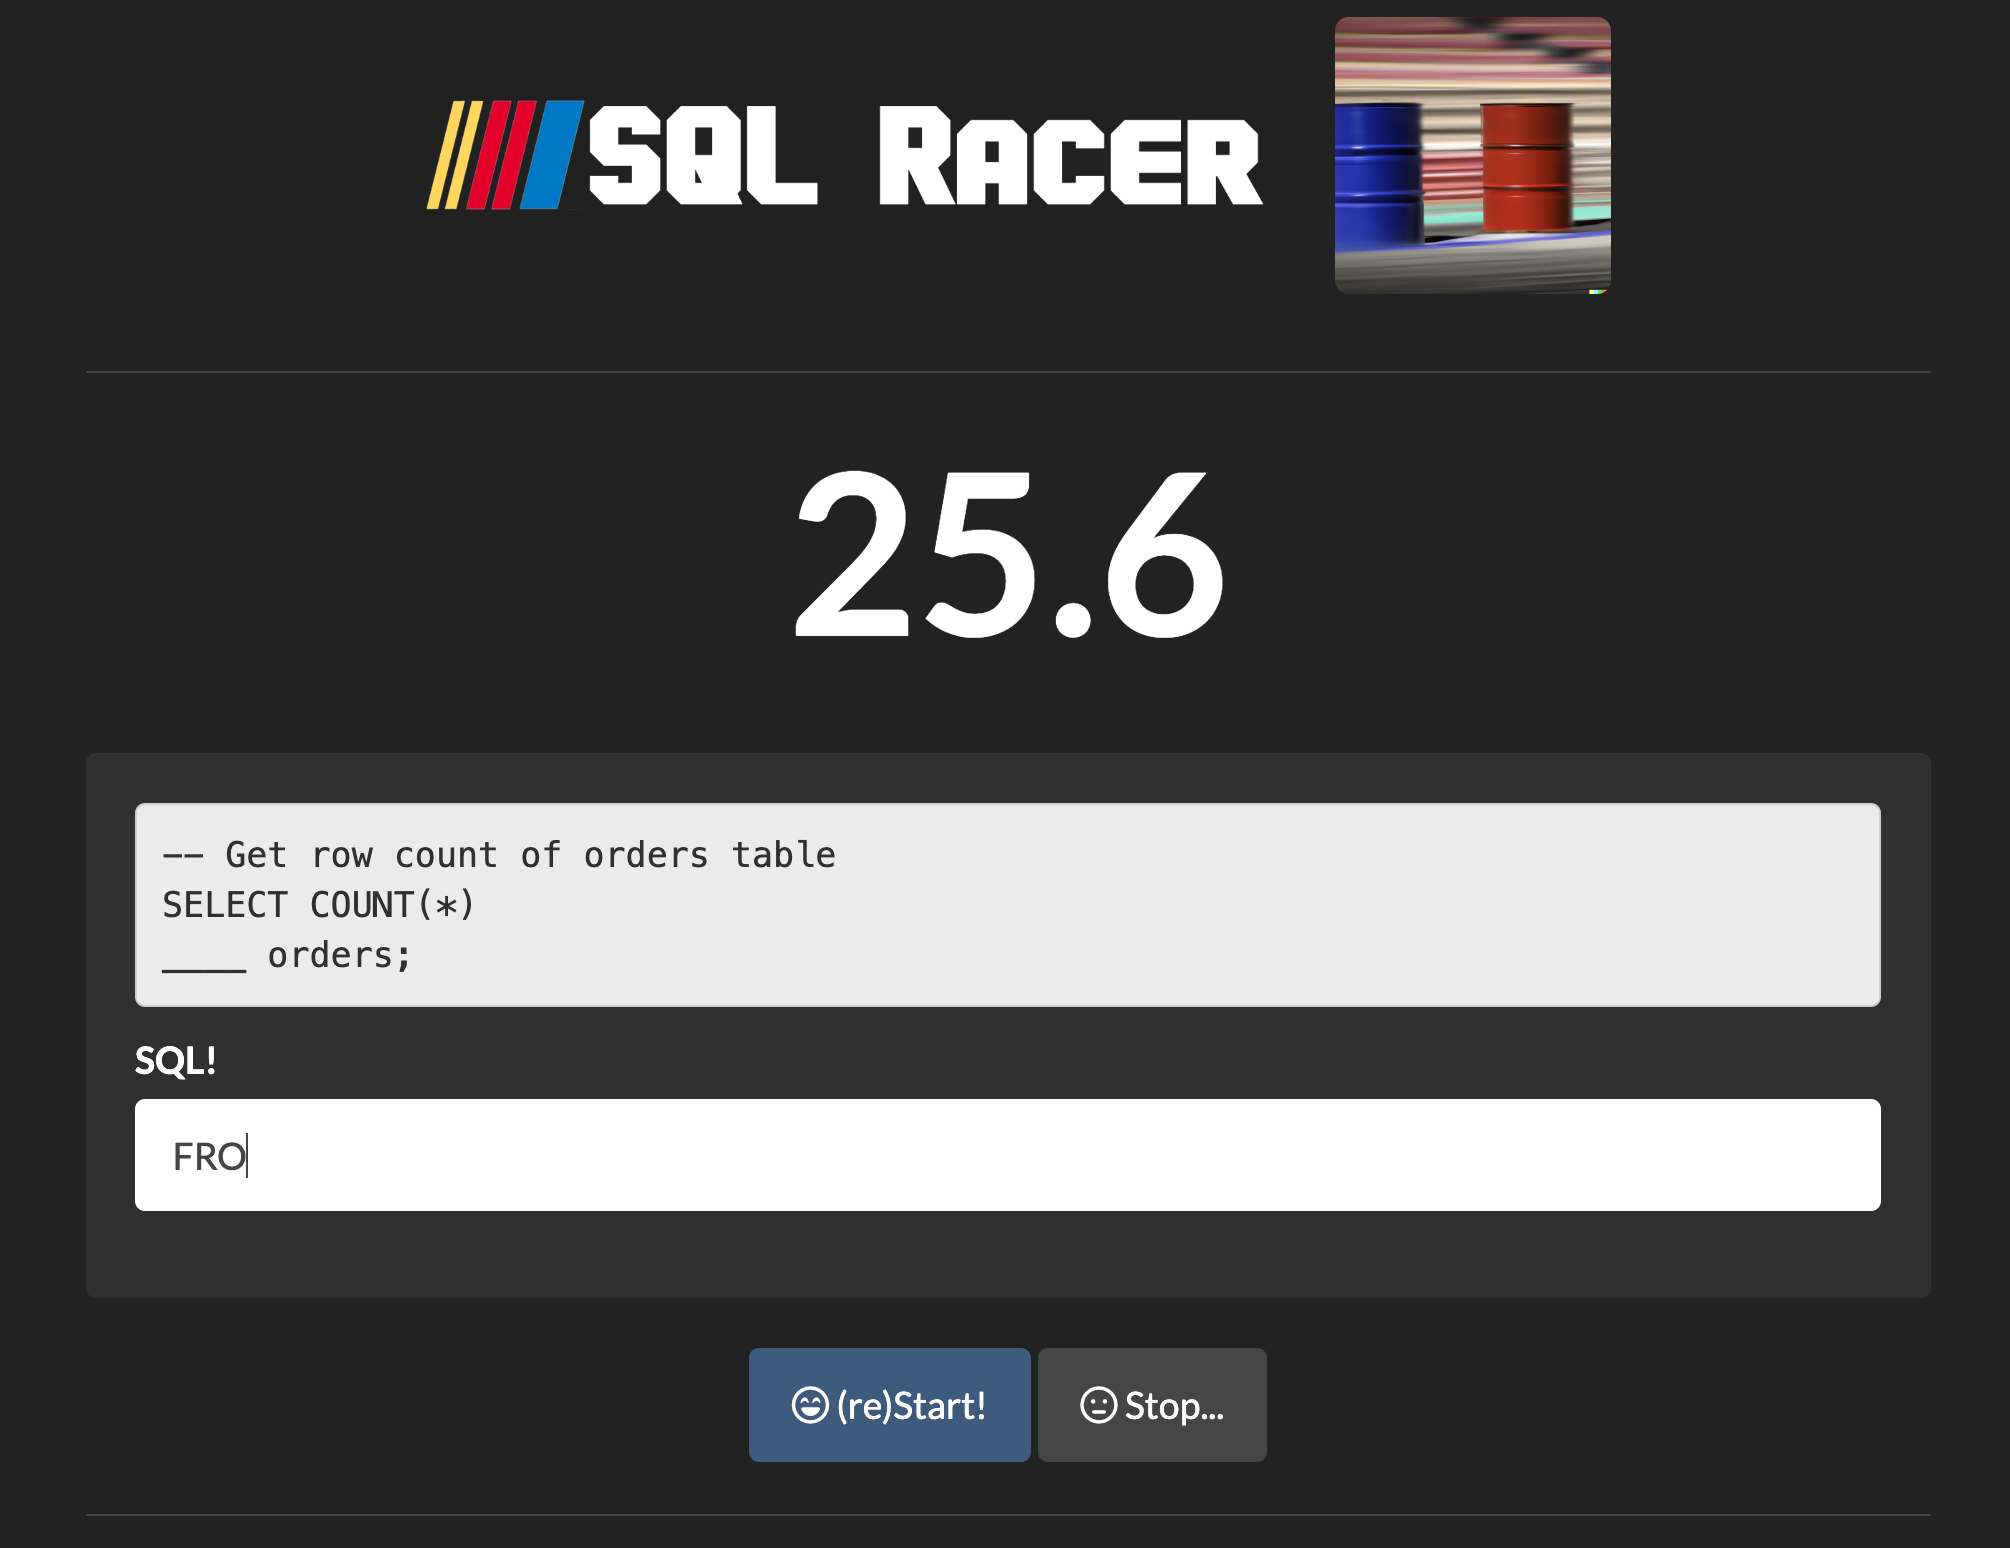 SQL RACER
25.6
-- Get row count of orders table
SELECT COUNT(*)
____ orders;
SQL!
FRO
(re)Start!
Stop...